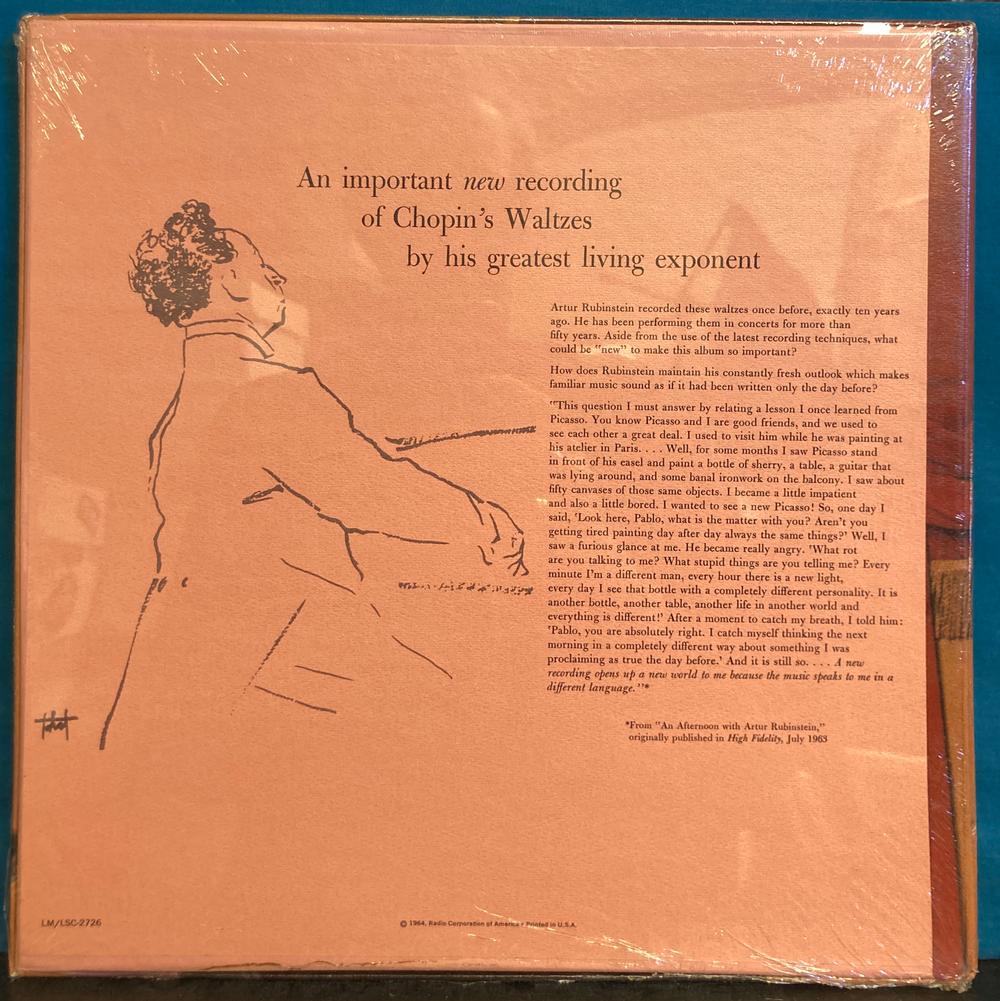 An important new recording
of Chopin's Waltzes
by his greatest living exponent
Artur Rubinstein recorded these waltzes once before, exactly ten years
ago. He has been performing them in concerts for more than
fifty years. Aside from the use of the latest recording techniques, what
could be "new" to make this album so important?
How does Rubinstein maintain his constantly fresh outlook which makes
familiar music sound as if it had been written only the day before?
"This question I must answer by relating a lesson I once learned from
Picasso. You know Picasso and I are good friends, and we used to
see each other a great deal. I used to visit him while he was painting at
his atelier in Paris. . . . Well, for some months I saw Picasso stand
in front of his easel and paint a bottle of sherry, a table, a guitar that
was lying around, and some banal ironwork on the balcony. I saw about
fifty canvases of those same objects. I became a little impatient
and also a little bored. I wanted to see a new Picasso! So, one day I
said, 'Look here, Pablo, what is the matter with you? Aren't you
getting tired painting day after day always the same things?' Well, I
saw a furious glance at me. He became really angry. 'What rot
are you talking to me? What stupid things are you telling me? Every
minute I'm a different man, every hour there is a new light,
every day I see that bottle with a completely different personality. It is
another bottle, another table, another life in another world and
everything is different!' After a moment to catch my breath, I told him:
'Pablo, you are absolutely right. I catch myself thinking the next
morning in a completely different way about something I was
proclaiming as true the day before.' And it is still so. . . . A new
recording opens up a new world to me because the music speaks to me in a
different language."*
*From "An Afternoon with Artur Rubinstein,"
originally published in High Fidelity, July 1963
LM/LSC-2726
© 1964, Radio Corporation of America • Printed in U.S.A.